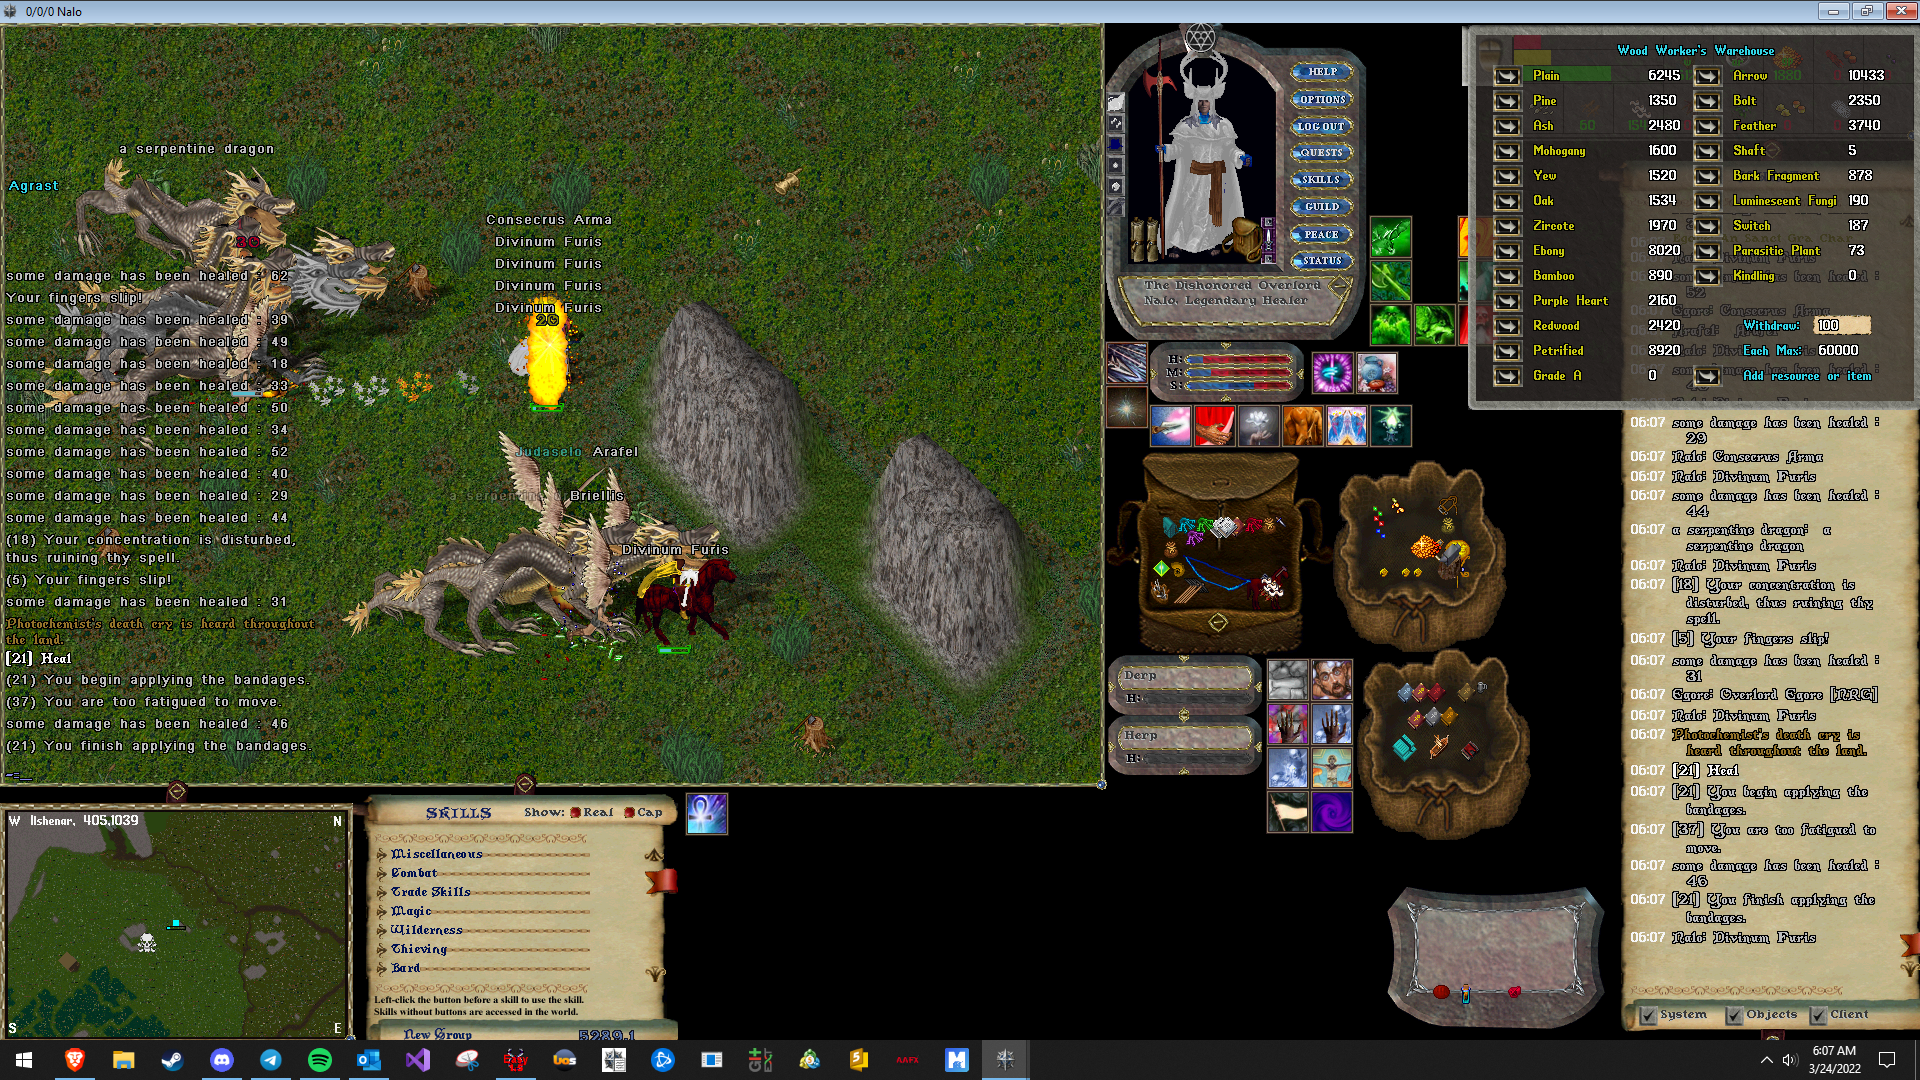 0/0/0 Nalo
a serpentine dragon
Agrast
Consecrus Arma
Divinum Furis
Divinum Furis
Divinum Furis
Divinum Furis
20
some damage has been healed : 62
Your fingers slip!
some damage has been healed : 39
some damage has been healed : 49
some damage has been healed : 18
some damage has been healed : 33
some damage has been healed : 50
some damage has been healed : 34
some damage has been healed : 52
some damage has been healed : 40
some damage has been healed : 29
some damage has been healed : 44
(18) Your concentration is disturbed,
thus ruining thy spell.
(5) Your fingers slip!
some damage has been healed : 31
Photochemist's death cry is heard throughout
the land.
[21] Heal
(21) You begin applying the bandages.
(37) You are too fatigued to move.
some damage has been healed : 46
(21) You finish applying the bandages.
Judaselo Arafel
Briellis
Divinum Furis
HELP
OPTIONS
LOG OUT
QUESTS
SKILLS
GUILD
PEACE
STATUS
The Dishonored Overlord
Nalo, Legendary Healer
H:
M:
S:
Derp
H:
Herp
H:
Wood Worker's Warehouse
Plain 6245 Arrow 10433
Pine 1350 Bolt 2350
Ash 2480 Feather 3740
Mohogany 1600 Shaft 5
Yew 1520 Bark Fragment 878
Oak 1534 Luminescent Fungi 190
Zircote 1970 Switch 187
Ebony 8020 Parasitic Plant 73
Bamboo 890 Kindling 0
Purple Heart 2160
Redwood 2420 Withdraw: 100
Petrified 8920 Each Max: 60000
Grade A 0 Add resource or item
06:07 some damage has been healed :
29
06:07 Nalo: Consecrus Arma
06:07 Nalo: Divinum Furis
06:07 some damage has been healed :
44
06:07 a serpentine dragon: a
serpentine dragon
06:07 Nalo: Divinum Furis
06:07 [18] Your concentration is
disturbed, thus ruining thy
spell.
06:07 [5] Your fingers slip!
06:07 some damage has been healed :
31
06:07 Egore: Overlord Egore [NRG]
06:07 Nalo: Divinum Furis
06:07 Photochemist's death cry is
heard throughout the land.
06:07 [21] Heal
06:07 [21] You begin applying the
bandages.
06:07 [37] You are too fatigued to
move.
06:07 some damage has been healed :
46
06:07 [21] You finish applying the
bandages.
06:07 Nalo: Divinum Furis
System Objects Client
W Ilshenar, 405,1039 N
S E
SKILLS Show: Real Cap
Miscellaneous
Combat
Trade Skills
Magic
Wilderness
Thieving
Bard
Left-click the button before a skill to use the skill.
Skills without buttons are accessed in the world.
New Group 5289.1
UOS
AAFX
6:07 AM
3/24/2022